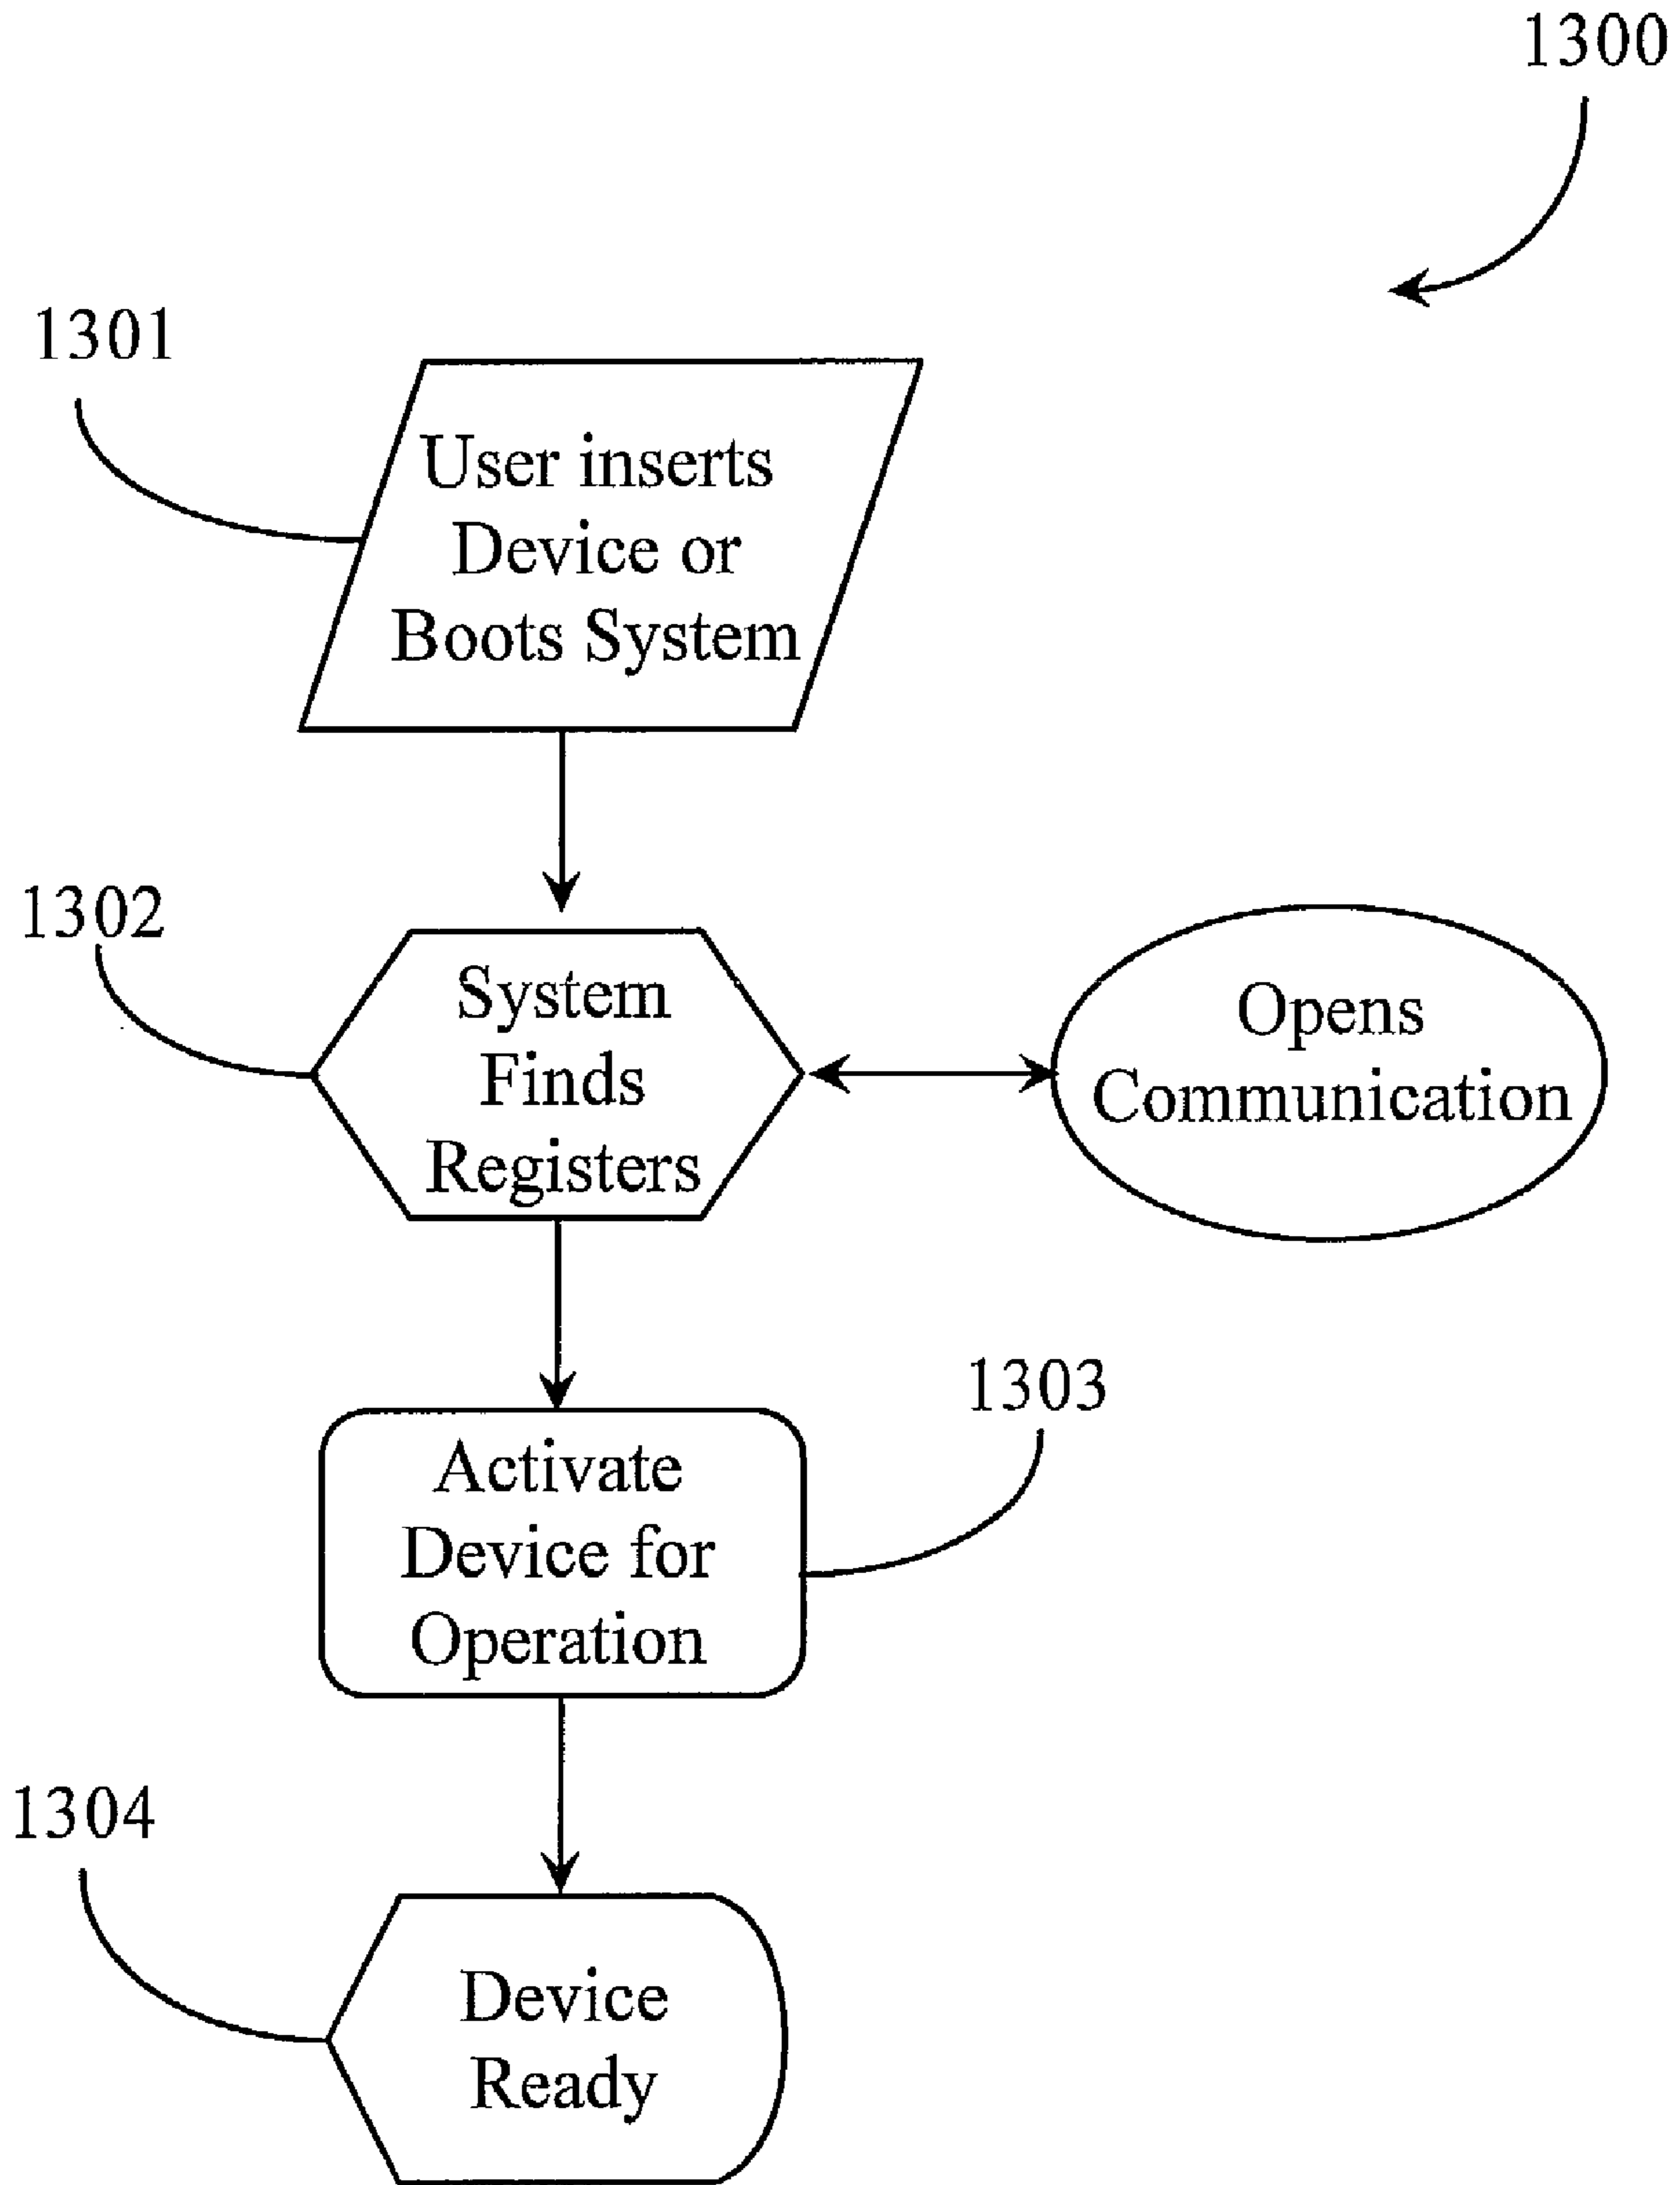 1300
1301
User inserts
Device or
Boots System
1302
System
Finds
Registers
Opens
Communication
1303
Activate
Device for
Operation
1304
Device
Ready